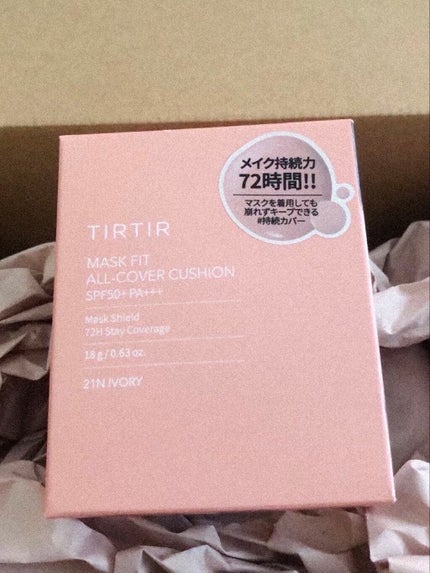 メイク持続力
72時間!!
マスクを着用しても
崩れずキープできる
#持続カバー
TIRTIR
MASK FIT
ALL-COVER CUSHION
SPF50+ PA+++
Mask Shield
72H Stay Coverage
18 g / 0.63 oz.
21N IVORY